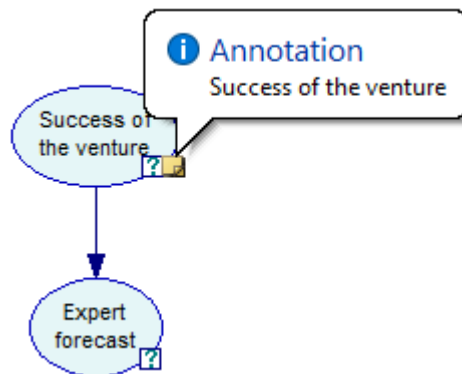 Annotation
Success of the venture
Success of
the venture
?
Expert
forecast
?